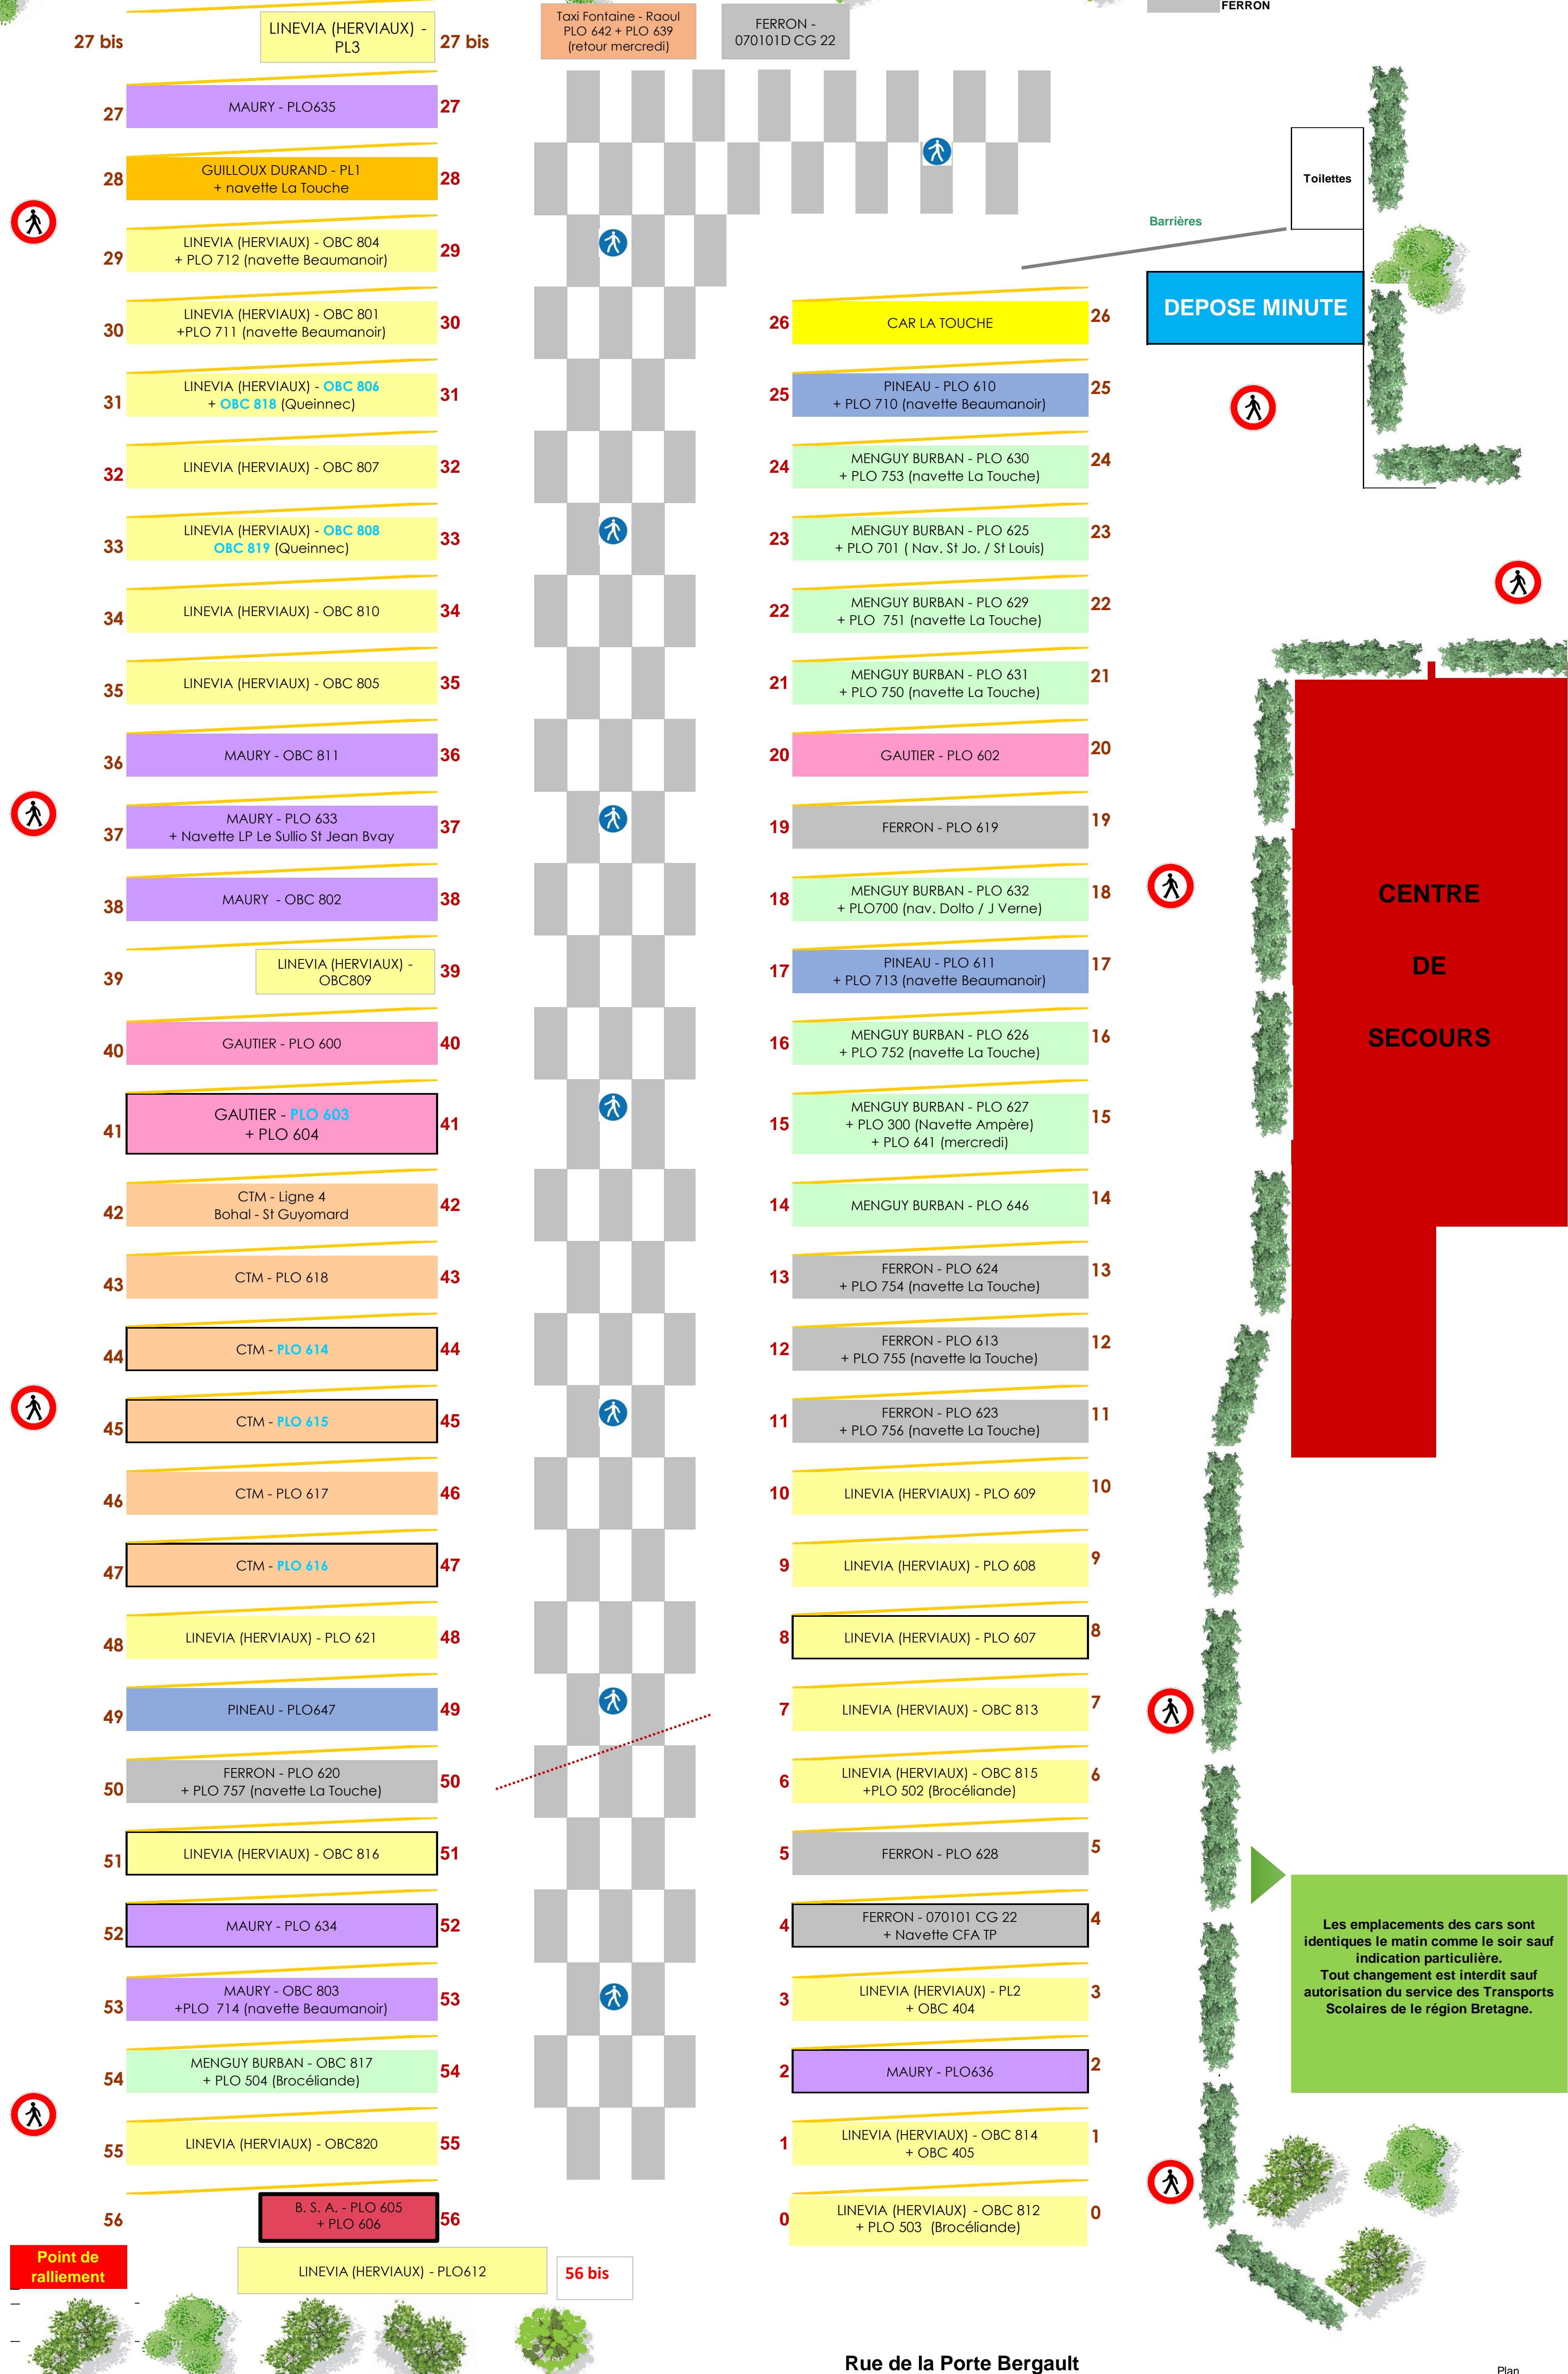 FERRON
27 bis
LINEVIA (HERVIAUX) -
PL3
27 bis
Taxi Fontaine - Raoul
PLO 642 + PLO 639
(retour mercredi)
FERRON -
070101D CG 22
27
MAURY - PLO635
27
28
GUILLOUX DURAND - PL1
+ navette La Touche
28
29
LINEVIA (HERVIAUX) - OBC 804
+ PLO 712 (navette Beaumanoir)
29
30
LINEVIA (HERVIAUX) - OBC 801
+PLO 711 (navette Beaumanoir)
30
31
LINEVIA (HERVIAUX) - OBC 806
+ OBC 818 (Queinnec)
31
32
LINEVIA (HERVIAUX) - OBC 807
32
33
LINEVIA (HERVIAUX) - OBC 808
OBC 819 (Queinnec)
33
34
LINEVIA (HERVIAUX) - OBC 810
34
35
LINEVIA (HERVIAUX) - OBC 805
35
36
MAURY - OBC 811
36
37
MAURY - PLO 633
+ Navette LP Le Sullio St Jean Bvay
37
38
MAURY - OBC 802
38
39
LINEVIA (HERVIAUX) -
OBC809
39
40
GAUTIER - PLO 600
40
41
GAUTIER - PLO 603
+ PLO 604
41
42
CTM - Ligne 4
Bohal - St Guyomard
42
43
CTM - PLO 618
43
44
CTM - PLO 614
44
45
CTM - PLO 615
45
46
CTM - PLO 617
46
47
CTM - PLO 616
47
48
LINEVIA (HERVIAUX) - PLO 621
48
49
PINEAU - PLO647
49
50
FERRON - PLO 620
+ PLO 757 (navette La Touche)
50
51
LINEVIA (HERVIAUX) - OBC 816
51
52
MAURY - PLO 634
52
53
MAURY - OBC 803
+PLO 714 (navette Beaumanoir)
53
54
MENGUY BURBAN - OBC 817
+ PLO 504 (Brocéliande)
54
55
LINEVIA (HERVIAUX) - OBC820
55
56
B. S. A. - PLO 605
+ PLO 606
56
Point de
ralliement
LINEVIA (HERVIAUX) - PLO612
56 bis
26
CAR LA TOUCHE
26
25
PINEAU - PLO 610
+ PLO 710 (navette Beaumanoir)
25
24
MENGUY BURBAN - PLO 630
+ PLO 753 (navette La Touche)
24
23
MENGUY BURBAN - PLO 625
+ PLO 701 ( Nav. St Jo. / St Louis)
23
22
MENGUY BURBAN - PLO 629
+ PLO 751 (navette La Touche)
22
21
MENGUY BURBAN - PLO 631
+ PLO 750 (navette La Touche)
21
20
GAUTIER - PLO 602
20
19
FERRON - PLO 619
19
18
MENGUY BURBAN - PLO 632
+ PLO700 (nav. Dolto / J Verne)
18
17
PINEAU - PLO 611
+ PLO 713 (navette Beaumanoir)
17
16
MENGUY BURBAN - PLO 626
+ PLO 752 (navette La Touche)
16
15
MENGUY BURBAN - PLO 627
+ PLO 300 (Navette Ampère)
+ PLO 641 (mercredi)
15
14
MENGUY BURBAN - PLO 646
14
13
FERRON - PLO 624
+ PLO 754 (navette La Touche)
13
12
FERRON - PLO 613
+ PLO 755 (navette la Touche)
12
11
FERRON - PLO 623
+ PLO 756 (navette La Touche)
11
10
LINEVIA (HERVIAUX) - PLO 609
10
9
LINEVIA (HERVIAUX) - PLO 608
9
8
LINEVIA (HERVIAUX) - PLO 607
8
7
LINEVIA (HERVIAUX) - OBC 813
7
6
LINEVIA (HERVIAUX) - OBC 815
+PLO 502 (Brocéliande)
6
5
FERRON - PLO 628
5
4
FERRON - 070101 CG 22
+ Navette CFA TP
4
3
LINEVIA (HERVIAUX) - PL2
+ OBC 404
3
2
MAURY - PLO636
2
1
LINEVIA (HERVIAUX) - OBC 814
+ OBC 405
1
0
LINEVIA (HERVIAUX) - OBC 812
+ PLO 503 (Brocéliande)
0
Toilettes
Barrières
DEPOSE MINUTE
CENTRE
DE
SECOURS
Les emplacements des cars sont
identiques le matin comme le soir sauf
indication particulière.
Tout changement est interdit sauf
autorisation du service des Transports
Scolaires de le région Bretagne.
Rue de la Porte Bergault
Plan